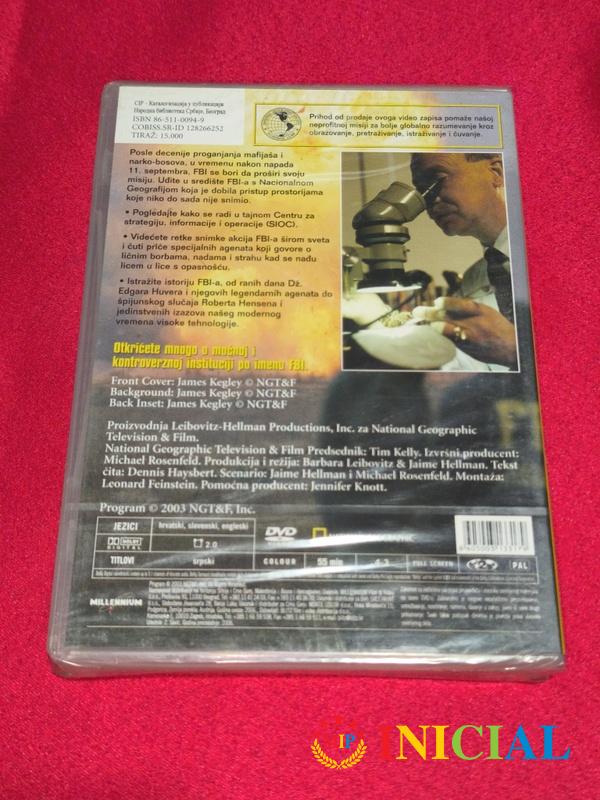 CIP - Каталогизација у публикацији
Народна библиотека Србије, Београд
ISBN 86-511-0094-9
COBISS.SR-ID 128266252
TIRAŽ: 15.000
Prihod od prodaje ovoga video zapisa pomaže našoj
neprofitnoj misiji za bolje globalno razumevanje kroz
obrazovanje, pretraživanje, istraživanje i čuvanje.
Posle decenije proganjanja mafijaša i
narko-bosova, u vremenu nakon napada
11. septembra, FBI se bori da proširi svoju
misiju. Uđite u središte FBI-a s Nacionalnom
Geografijom koja je dobila pristup prostorijama
koje niko do sada nije snimio.
• Pogledajte kako se radi u tajnom Centru za
strategiju, informacije i operacije (SIOC).
• Videćete retke snimke akcija FBI-a širom sveta
i čuti priče specijalnih agenata koji govore o
ličnim borbama, nadama i strahu kad se nađu
licem u lice s opasnošću.
• Istražite istoriju FBI-a, od ranih dana Dž.
Edgara Huvera i njegovih legendarnih agenata do
špijunskog slučaja Roberta Hensena i
jedinstvenih izazova našeg modernog
vremena visoke tehnologije.
Otkrićete mnogo o moćnoj i
kontroverznoj instituciji po imenu FBI.
Front Cover: James Kegley © NGT&F
Background: James Kegley © NGT&F
Back Inset: James Kegley © NGT&F
Proizvodnja Leibovitz-Hellman Productions, Inc. za National Geographic
Television & Film.
National Geographic Television & Film Predsednik: Tim Kelly. Izvršni producent:
Michael Rosenfeld. Produkcija i režija: Barbara Leibovitz & Jaime Hellman. Tekst
čita: Dennis Haysbert. Scenario: Jaime Hellman i Michael Rosenfeld. Montaža:
Leonard Feinstein. Pomoćna producent: Jennifer Knott.
Program © 2003 NGT&F, Inc.
JEZICI hrvatski, slovenski, engleski
DVD
DOLBY DIGITAL 2.0
TITLOVI srpski
COLOUR 55 min 4:3 FULL SCREEN 2 PAL
MILLENNIUM
IP INICIAL